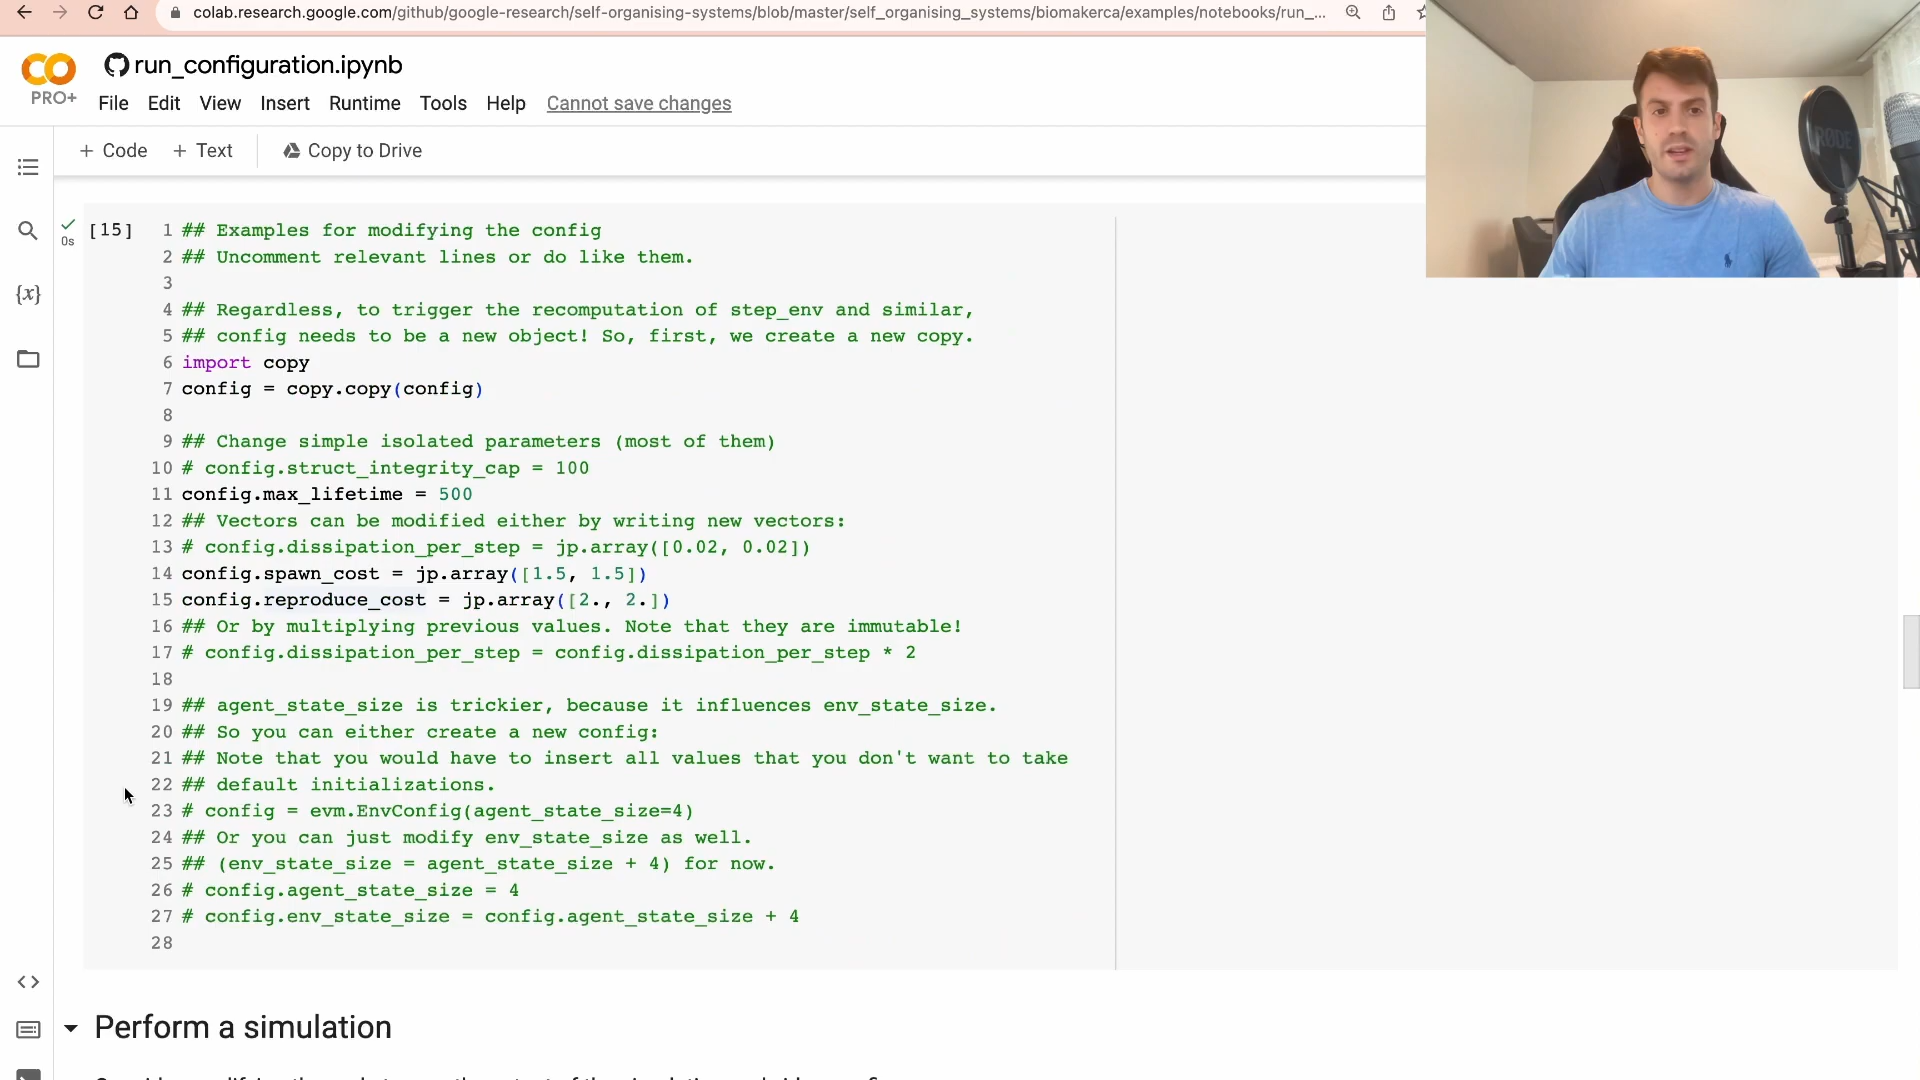 colab.research.google.com/github/google-research/self-organising-systems/blob/master/self_organising_systems/biomakerca/examples/notebooks/run_...
run_configuration.ipynb
PRO+
File Edit View Insert Runtime Tools Help Cannot save changes
+ Code + Text Copy to Drive
{x}
0s
[15]
1 ## Examples for modifying the config
2 ## Uncomment relevant lines or do like them.
3
4 ## Regardless, to trigger the recomputation of step_env and similar,
5 ## config needs to be a new object! So, first, we create a new copy.
6 import copy
7 config = copy.copy(config)
8
9 ## Change simple isolated parameters (most of them)
10 # config.struct_integrity_cap = 100
11 config.max_lifetime = 500
12 ## Vectors can be modified either by writing new vectors:
13 # config.dissipation_per_step = jp.array([0.02, 0.02])
14 config.spawn_cost = jp.array([1.5, 1.5])
15 config.reproduce_cost = jp.array([2., 2.])
16 ## Or by multiplying previous values. Note that they are immutable!
17 # config.dissipation_per_step = config.dissipation_per_step * 2
18
19 ## agent_state_size is trickier, because it influences env_state_size.
20 ## So you can either create a new config:
21 ## Note that you would have to insert all values that you don't want to take
22 ## default initializations.
23 # config = evm.EnvConfig(agent_state_size=4)
24 ## Or you can just modify env_state_size as well.
25 ## (env_state_size = agent_state_size + 4) for now.
26 # config.agent_state_size = 4
27 # config.env_state_size = config.agent_state_size + 4
28
Perform a simulation
RØDE